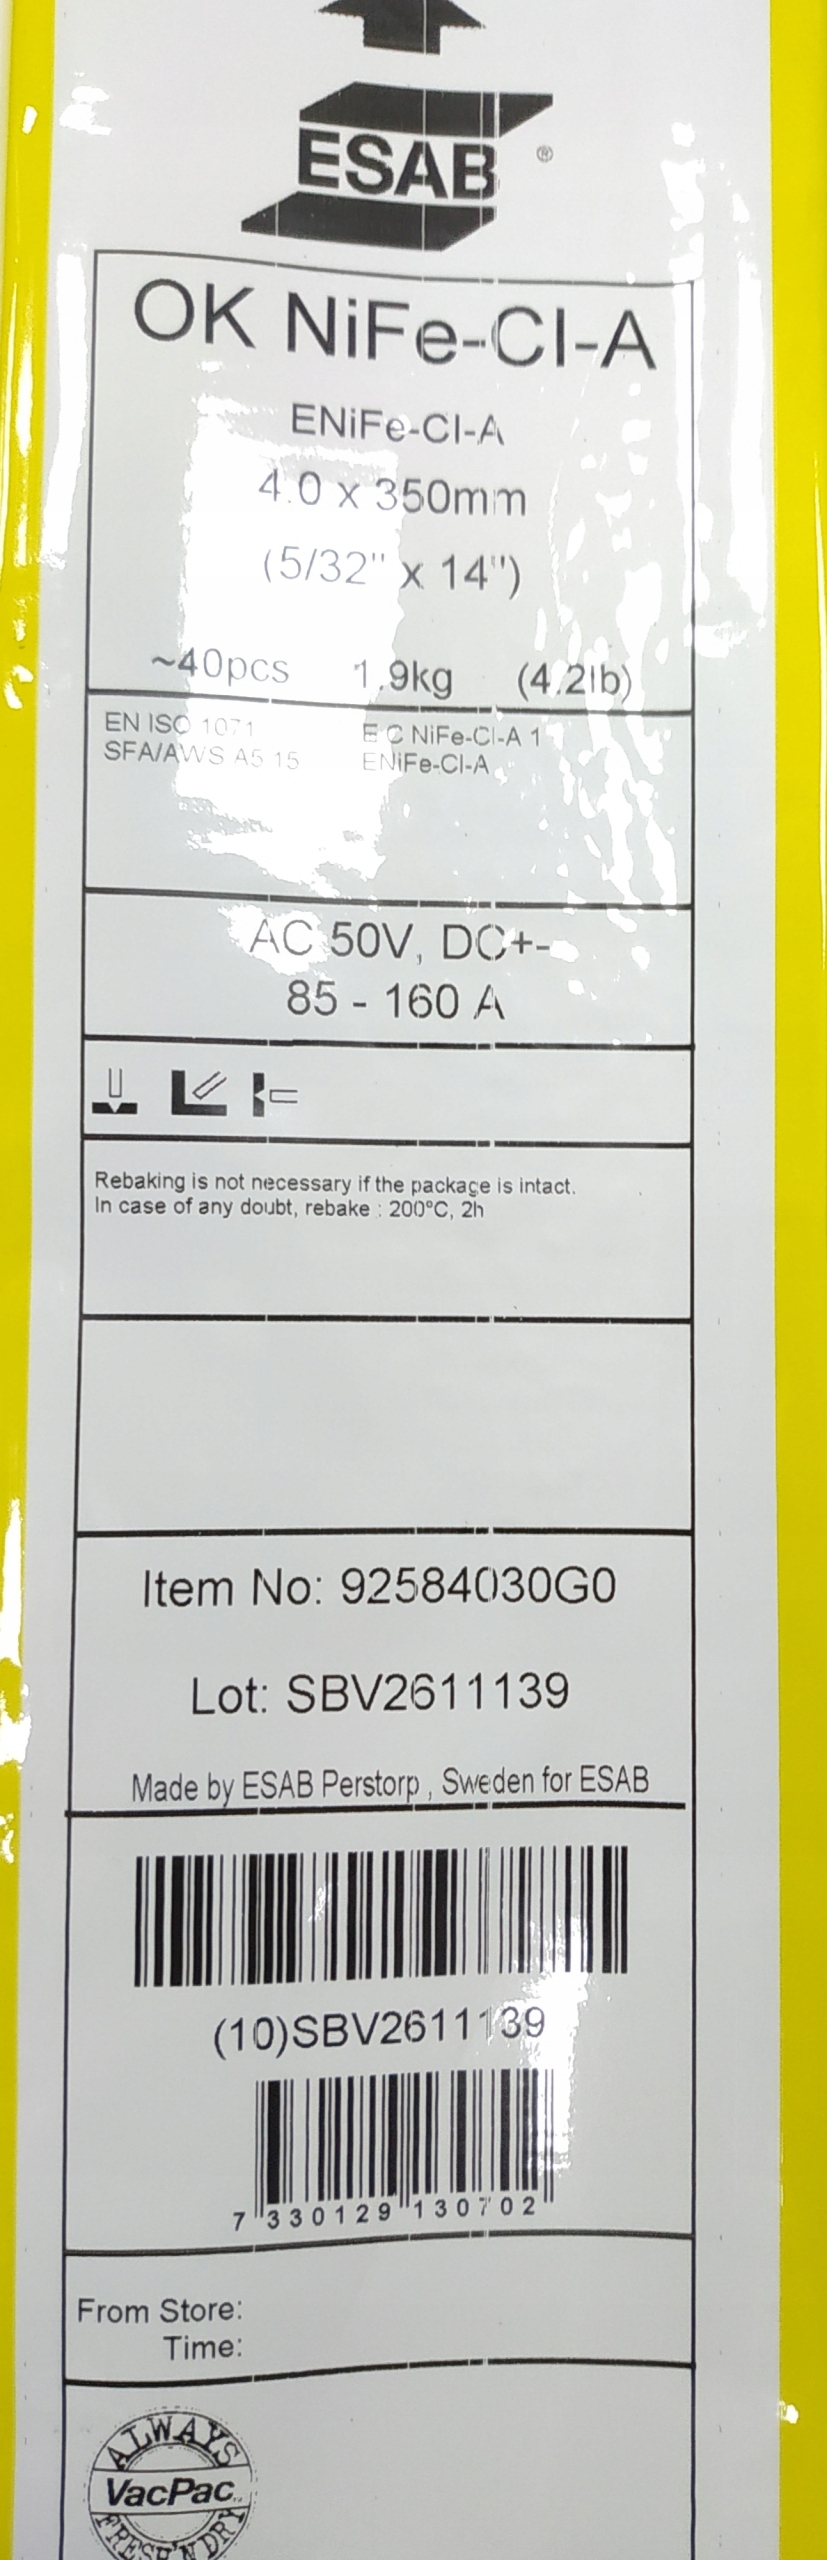 ESAB ®
OK NiFe-CI-A
ENiFe-CI-A
4.0 x 350mm
(5/32" x 14")
~40pcs 1.9kg (4.2lb)
EN ISO 1071 E C NiFe-CI-A 1
SFA/AWS A5.15 ENiFe-CI-A
AC 50V, DC+-
85 - 160 A
Rebaking is not necessary if the package is intact.
In case of any doubt, rebake : 200°C, 2h
Item No: 92584030G0
Lot: SBV2611139
Made by ESAB Perstorp , Sweden for ESAB
(10)SBV2611139
7 330129 130702
From Store:
Time:
ALWAYS
VacPac
FRESH'N DRY